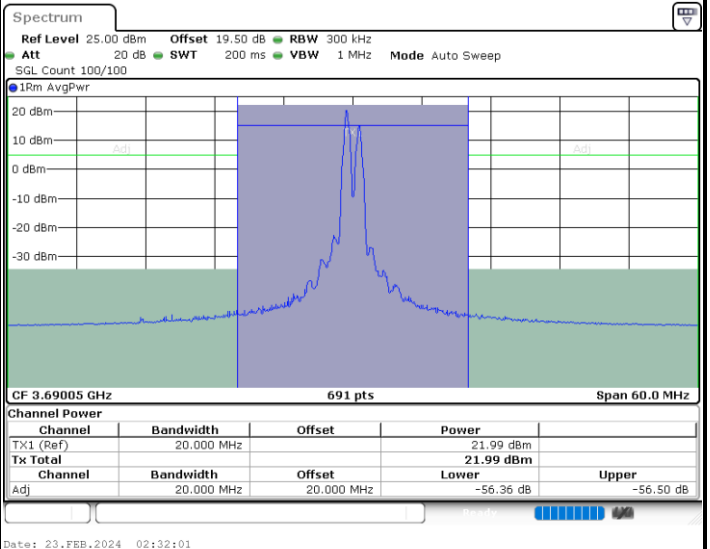 Spectrum
Ref Level 25.00 dBm Offset 19.50 dB RBW 300 kHz
Att 20 dB SWT 200 ms VBW 1 MHz Mode Auto Sweep
SGL Count 100/100
1Rm AvgPwr
20 dBm
10 dBm
Adj Adj
0 dBm
-10 dBm
-20 dBm
-30 dBm
CF 3.69005 GHz 691 pts Span 60.0 MHz
Channel Power
Channel Bandwidth Offset Power
TX1 (Ref) 20.000 MHz 21.99 dBm
Tx Total 21.99 dBm
Channel Bandwidth Offset Lower Upper
Adj 20.000 MHz 20.000 MHz -56.36 dB -56.50 dB
Ready
Date: 23.FEB.2024 02:32:01